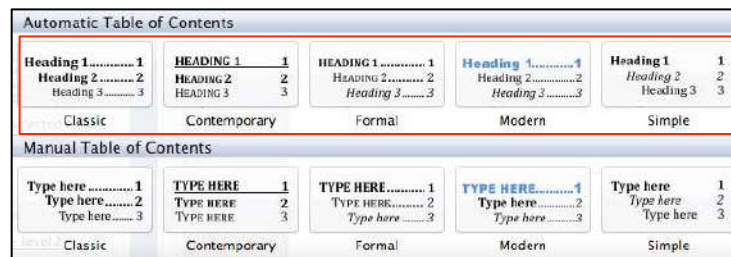 Automatic Table of Contents
Heading 1............ 1 HEADING 1 1 HEADING 1............ 1 Heading 1............1 Heading 1 1
Heading 2......... 2 HEADING 2 2 HEADING 2.......... 2 Heading 2............2 Heading 2 2
Heading 3......... 3 HEADING 3 3 Heading 3.......3 Heading 3.......3 Heading 3 3
Classic Contemporary Formal Modern Simple
Manual Table of Contents
Type here............ 1 TYPE HERE 1 TYPE HERE............ 1 TYPE HERE............1 Type here 1
Type here......... 2 TYPE HERE 2 TYPE HERE.......... 2 Type here............2 Type here 2
Type here....... 3 TYPE HERE 3 Type here.......3 Type here.......3 Type here 3
Classic Contemporary Formal Modern Simple